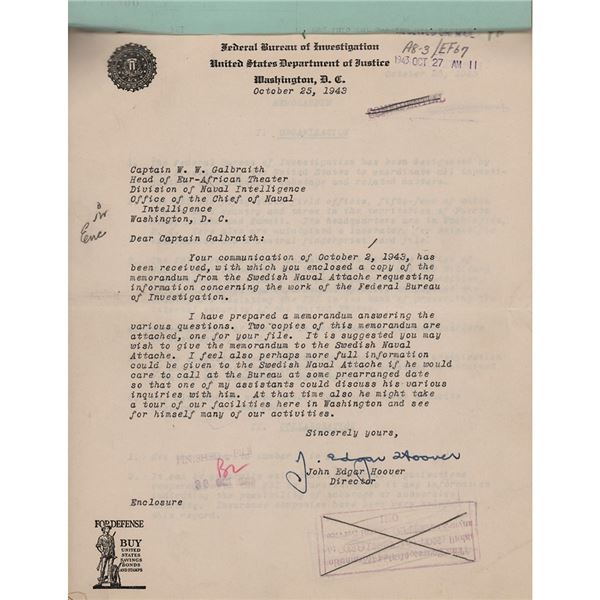 A8-3/EF67
Federal Bureau of Investigation
United States Department of Justice
Washington, D. C.
October 25, 1943
1943 OCT 27 AM 11
Captain W. W. Galbraith
Head of Eur-African Theater
Division of Naval Intelligence
Office of the Chief of Naval
Intelligence
Washington, D. C.
Dear Captain Galbraith:
Your communication of October 2, 1943, has
been received, with which you enclosed a copy of the
memorandum from the Swedish Naval Attache requesting
information concerning the work of the Federal Bureau
of Investigation.
I have prepared a memorandum answering the
various questions. Two copies of this memorandum are
attached, one for your file. It is suggested you may
wish to give the memorandum to the Swedish Naval
Attache. I feel also perhaps more full information
could be given to the Swedish Naval Attache if he would
care to call at the Bureau at some prearranged date
so that one of my assistants could discuss his various
inquiries with him. At that time also he might take
a tour of our facilities here in Washington and see
for himself many of our activities.
Sincerely yours,
J. Edgar Hoover
John Edgar Hoover
Director
Enclosure
FOR DEFENSE
BUY
UNITED
STATES
SAVINGS
BONDS
AND STAMPS